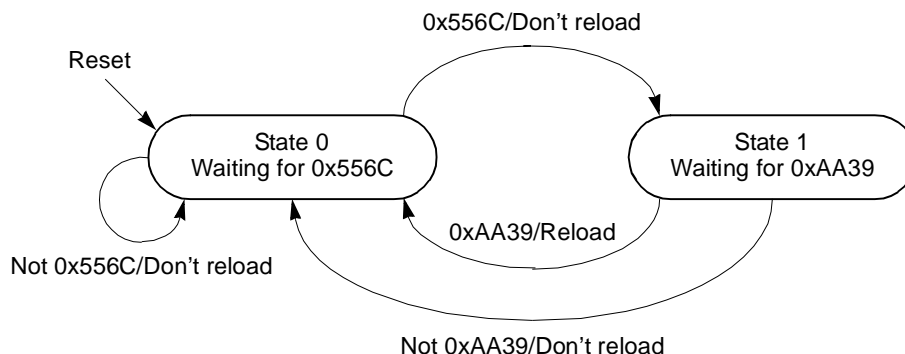 0x556C/Don't reload
Reset
State 0
Waiting for 0x556C
State 1
Waiting for 0xAA39
0xAA39/Reload
Not 0x556C/Don't reload
Not 0xAA39/Don't reload